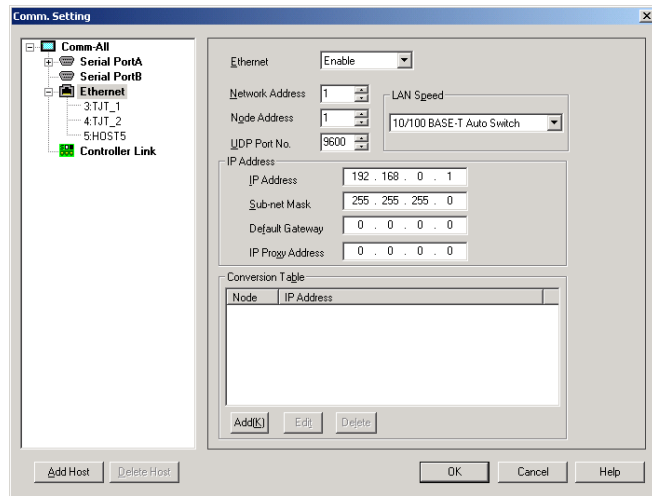 Comm. Setting
Comm-All
Serial PortA
Serial PortB
Ethernet
3:TJT_1
4:TJT_2
5:HOST5
Controller Link
Ethernet Enable
Network Address 1
Node Address 1
UDP Port No. 9600
LAN Speed
10/100 BASE-T Auto Switch
IP Address
IP Address 192 . 168 . 0 . 1
Sub-net Mask 255 . 255 . 255 . 0
Default Gateway 0 . 0 . 0 . 0
IP Proxy Address 0 . 0 . 0 . 0
Conversion Table
Node IP Address
Add(K) Edit Delete
Add Host Delete Host OK Cancel Help